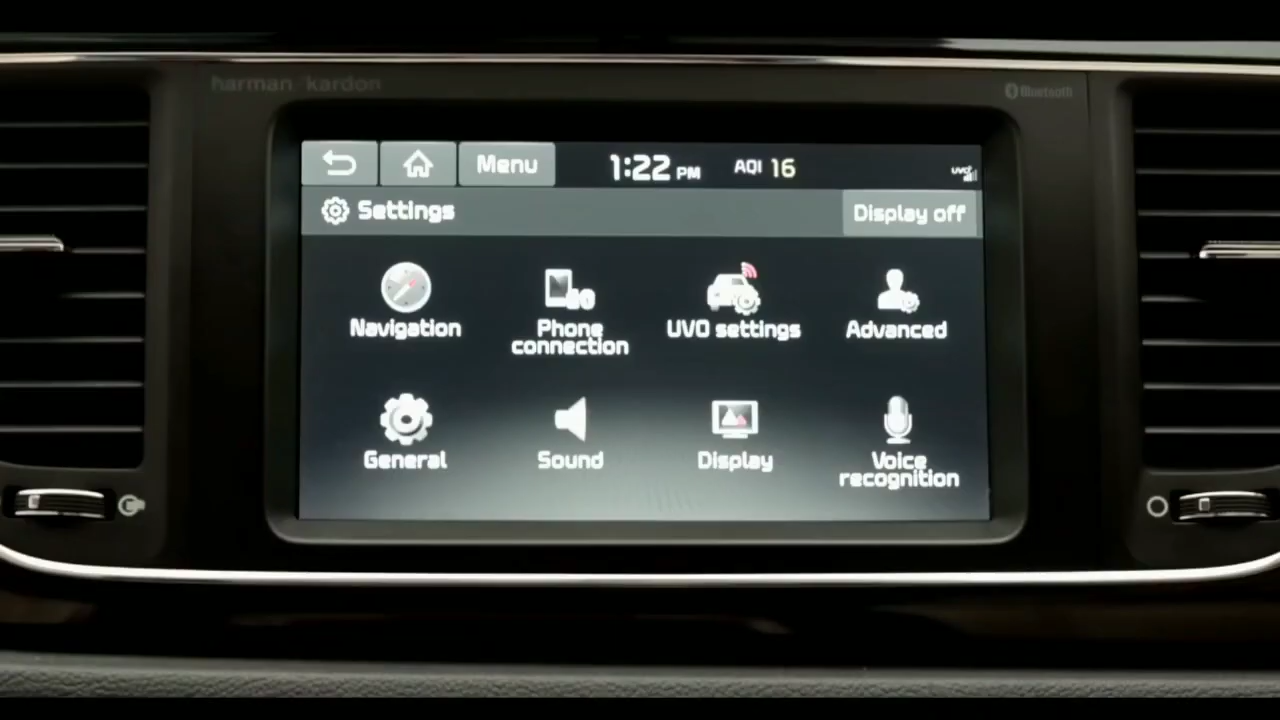 harman / kardon
Bluetooth
Menu
1:22 PM
AQI 16
UVO
Settings
Display off
Navigation
Phone
connection
UVO settings
Advanced
General
Sound
Display
Voice
recognition